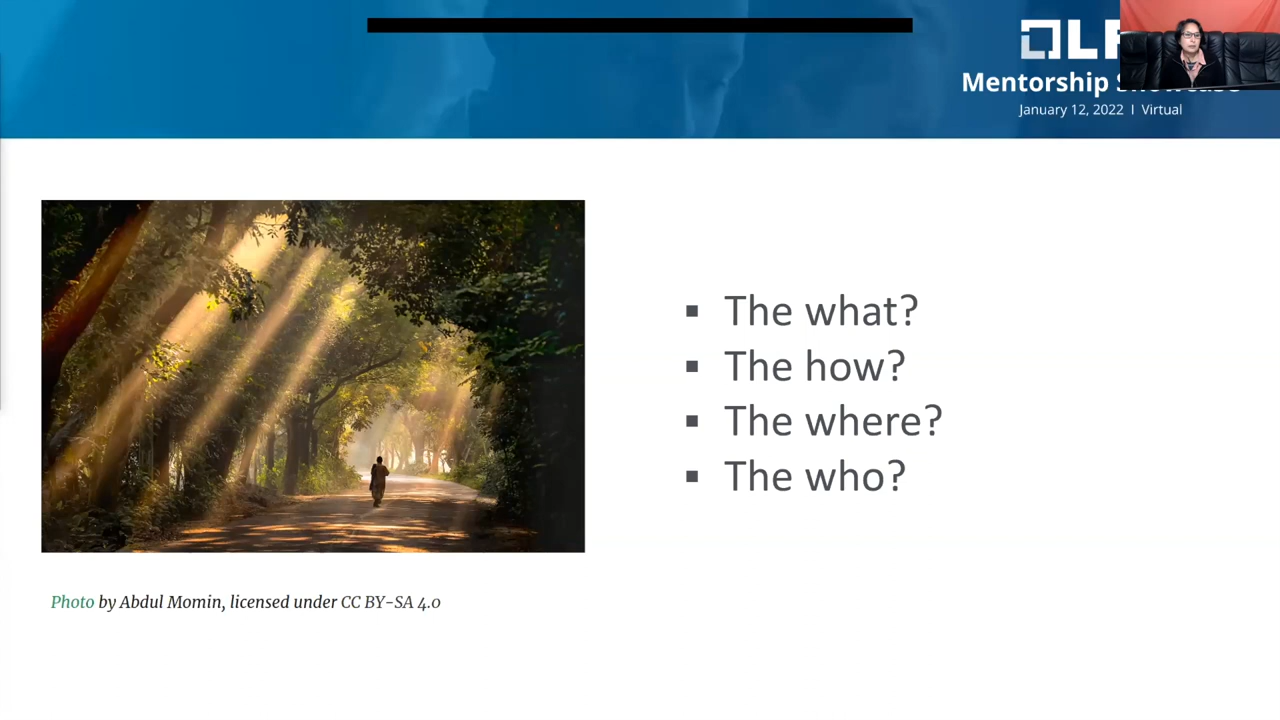 Mentorship
January 12, 2022 | Virtual
▪ The what?
▪ The how?
▪ The where?
▪ The who?
Photo by Abdul Momin, licensed under CC BY-SA 4.0